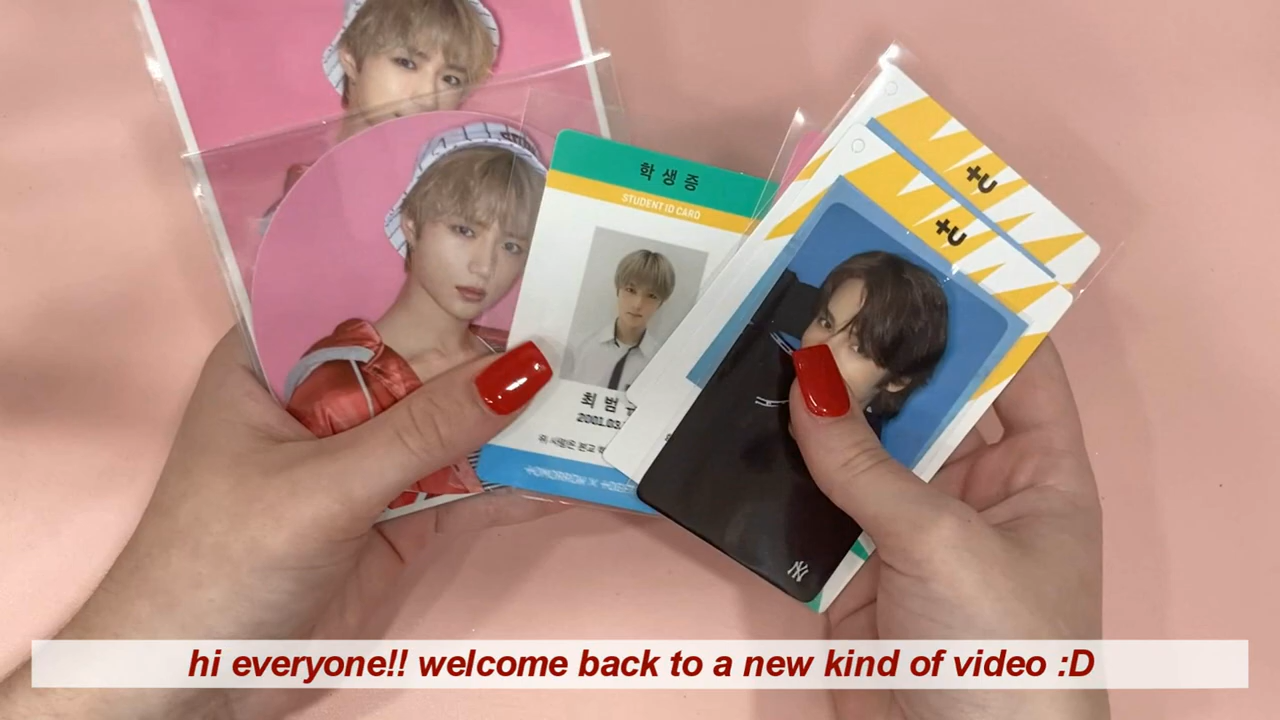 학생증
STUDENT ID CARD
최 범
2001.03
+U
+U
hi everyone!! welcome back to a new kind of video :D